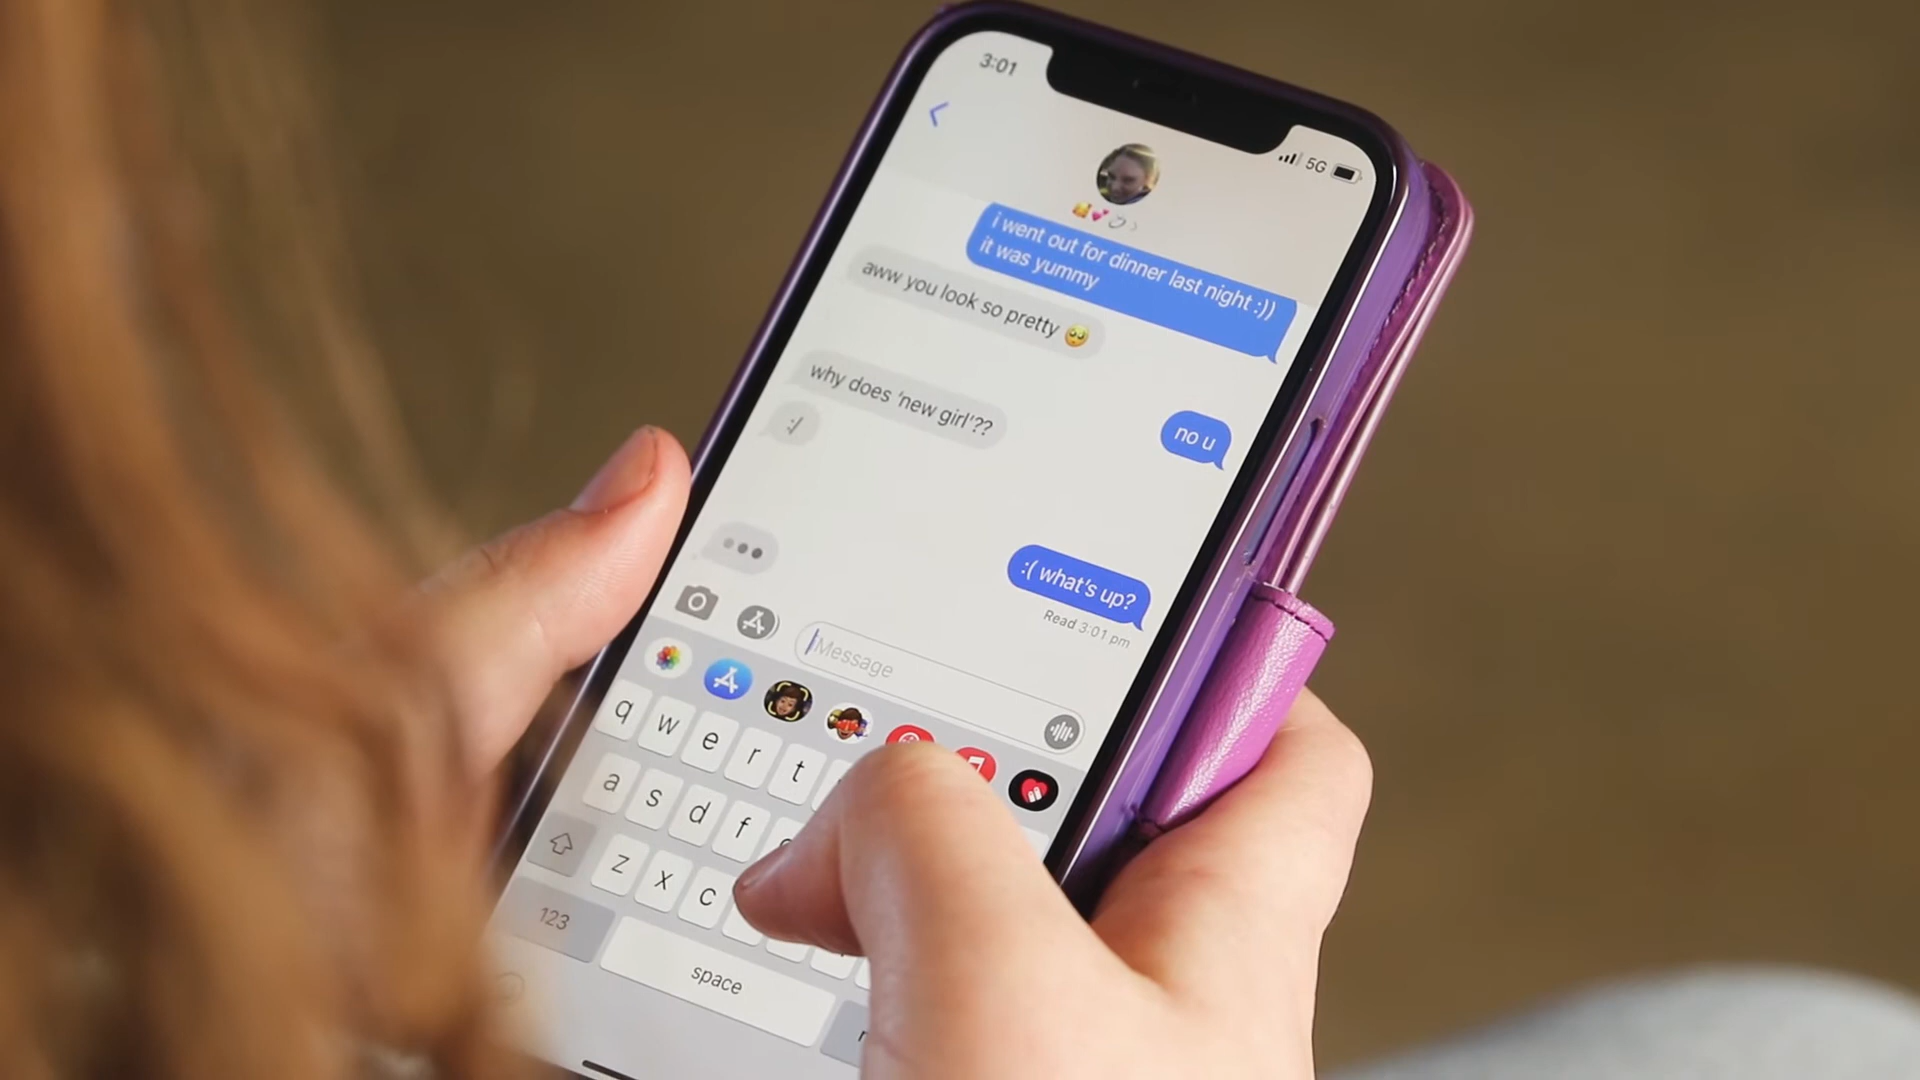 3:01
5G
i went out for dinner last night :))
it was yummy
aww you look so pretty 🥺
no u
why does 'new girl'??
:/
:( what's up?
Read 3:01 pm
iMessage
q w e r t
a s d f
z x c
123
space